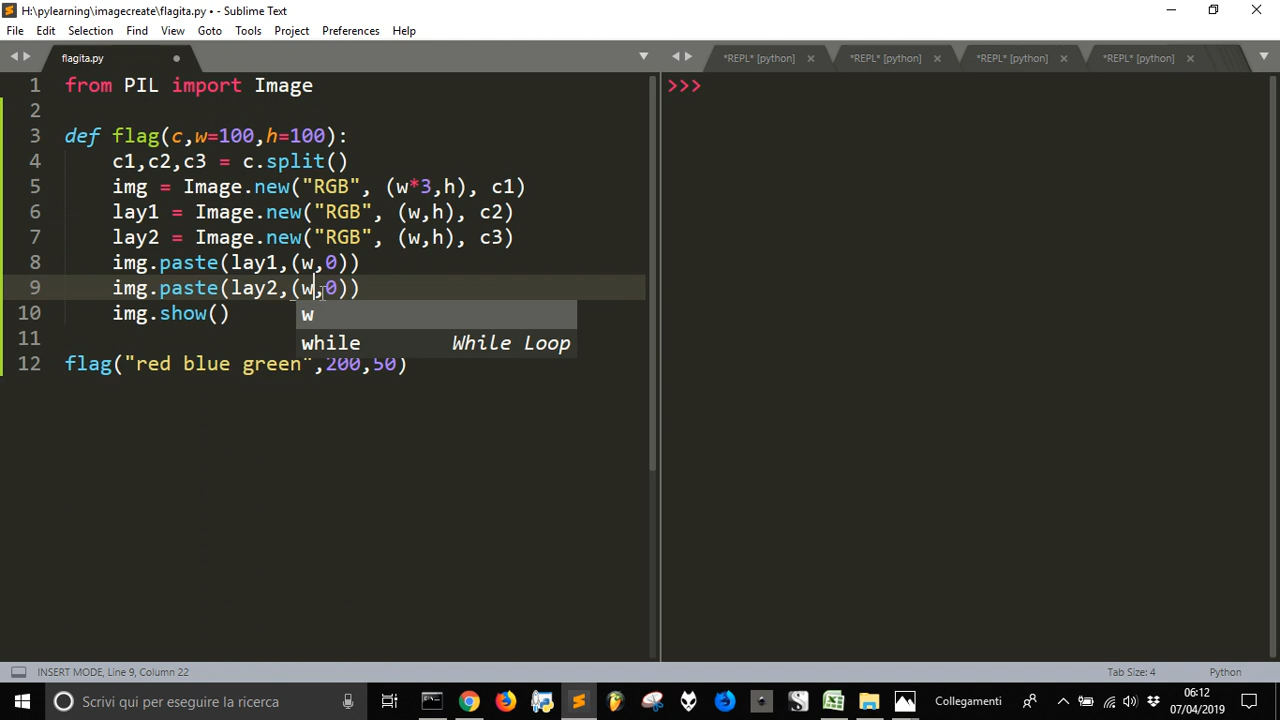 H:\pylearning\imagecreate\flagita.py • - Sublime Text
File Edit Selection Find View Goto Tools Project Preferences Help
flagita.py
*REPL* [python] *REPL* [python] *REPL* [python] *REPL* [python]
1 from PIL import Image
>>>
2
3 def flag(c,w=100,h=100):
4 c1,c2,c3 = c.split()
5 img = Image.new("RGB", (w*3,h), c1)
6 lay1 = Image.new("RGB", (w,h), c2)
7 lay2 = Image.new("RGB", (w,h), c3)
8 img.paste(lay1,(w,0))
9 img.paste(lay2,(w,0))
10 img.show()
w
11
while While Loop
12 flag("red blue green",200,50)
INSERT MODE, Line 9, Column 22
Tab Size: 4 Python
Scrivi qui per eseguire la ricerca
Collegamenti
06:12
07/04/2019